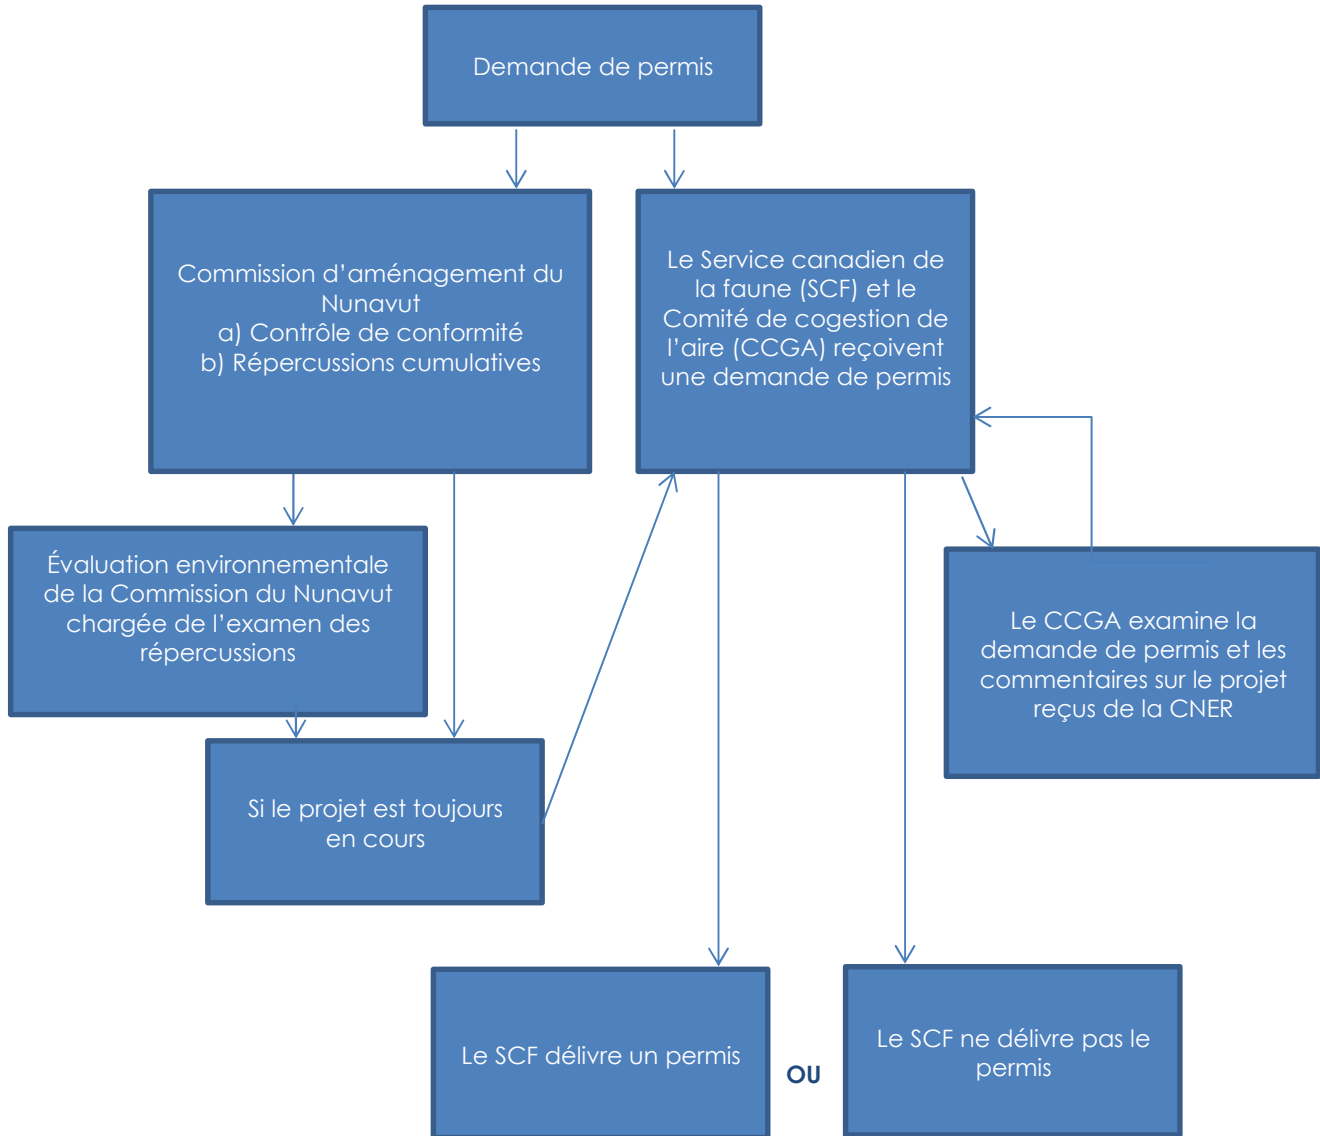 Demande de permis
Commission d’aménagement du
Nunavut
a) Contrôle de conformité
b) Répercussions cumulatives
Le Service canadien de
la faune (SCF) et le
Comité de cogestion de
l’aire (CCGA) reçoivent
une demande de permis
Évaluation environnementale
de la Commission du Nunavut
chargée de l’examen des
répercussions
Le CCGA examine la
demande de permis et les
commentaires sur le projet
reçus de la CNER
Si le projet est toujours
en cours
Le SCF délivre un permis
OU
Le SCF ne délivre pas le
permis